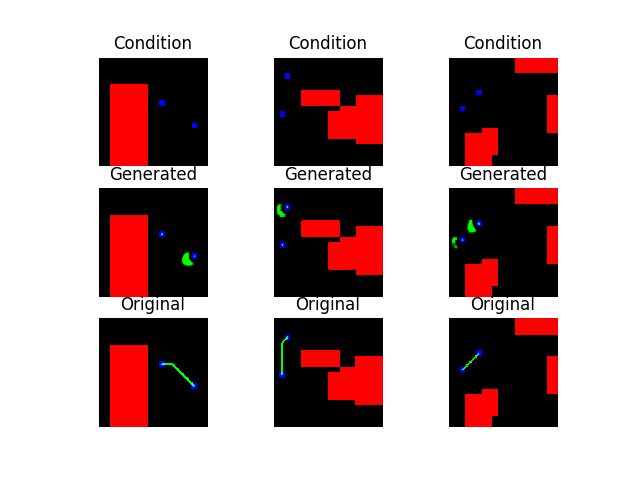 Condition Condition Condition
Generated Generated Generated
Original Original Original